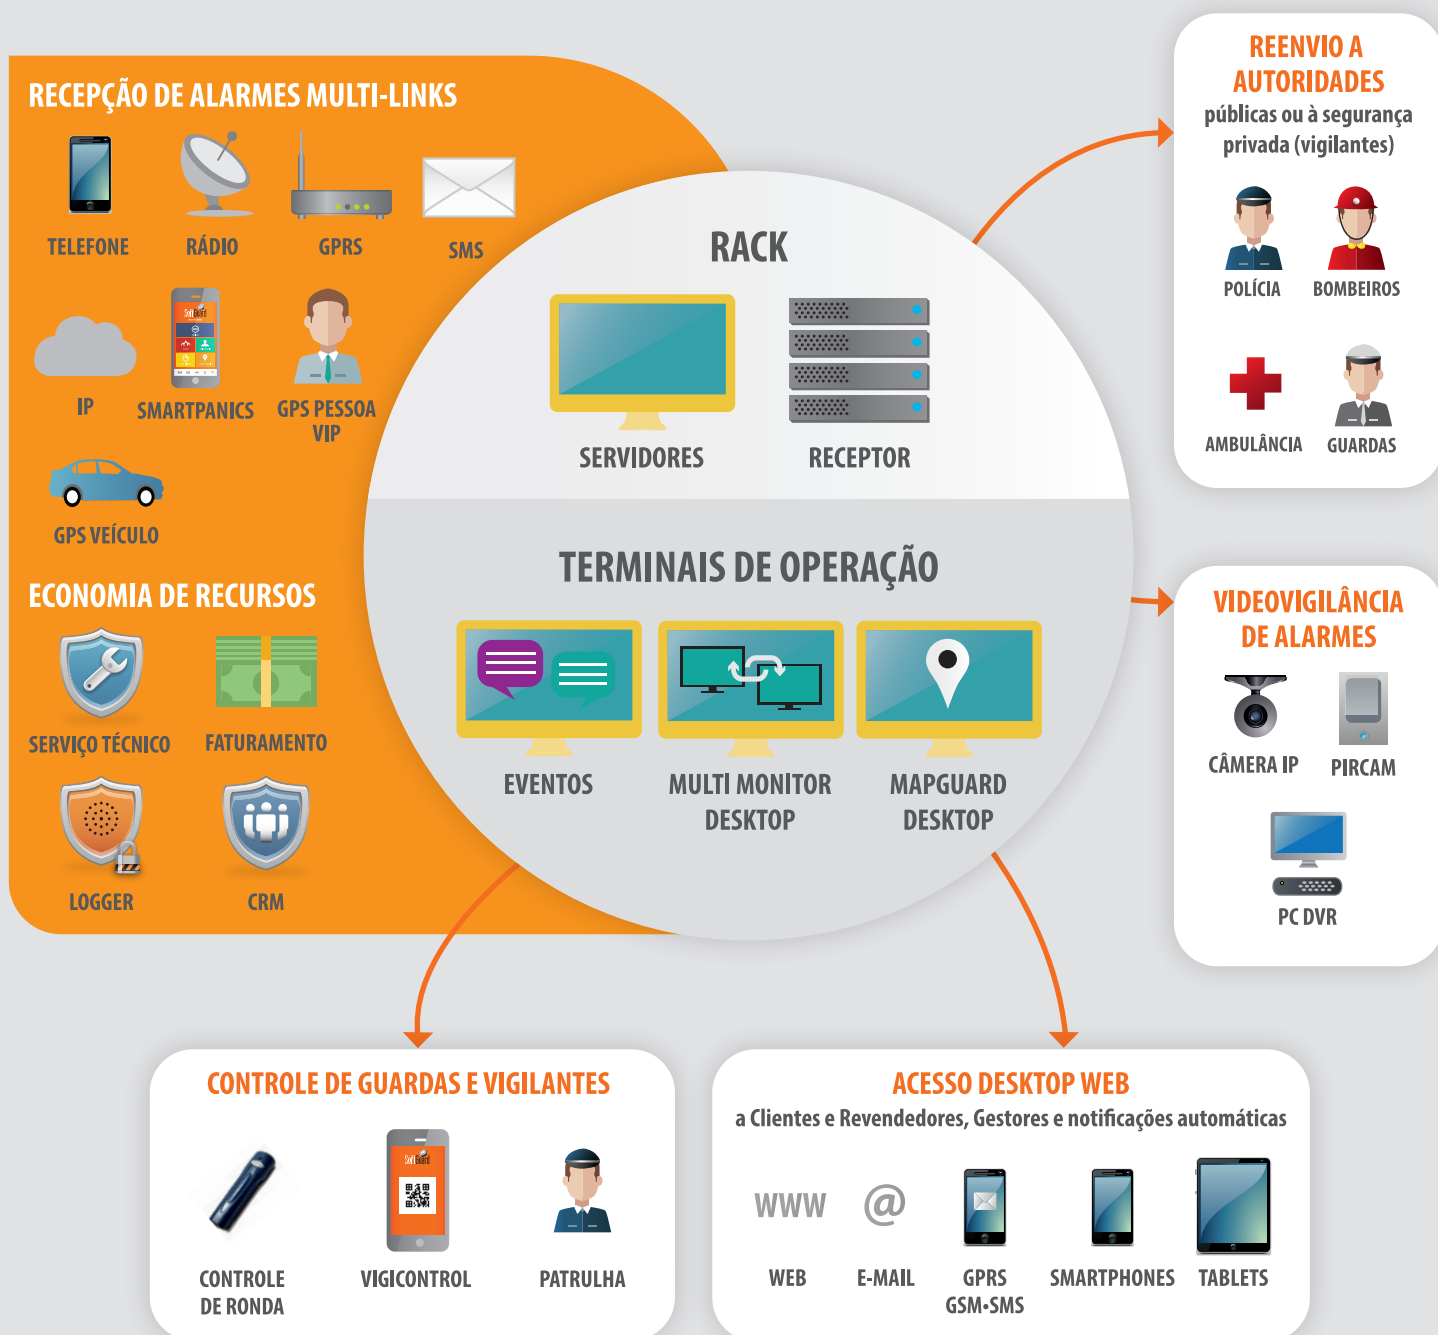 RECEPÇÃO DE ALARMES MULTI-LINKS
TELEFONE
RÁDIO
GPRS
SMS
IP
SoftGuard
SMARTPANICS
GPS PESSOA
VIP
GPS VEÍCULO
ECONOMIA DE RECURSOS
SERVIÇO TÉCNICO
FATURAMENTO
LOGGER
CRM
RACK
SERVIDORES
RECEPTOR
TERMINAIS DE OPERAÇÃO
EVENTOS
MULTI MONITOR
DESKTOP
MAPGUARD
DESKTOP
REENVIO A
AUTORIDADES
públicas ou à segurança
privada (vigilantes)
POLÍCIA
BOMBEIROS
AMBULÂNCIA
GUARDAS
VIDEOVIGILÂNCIA
DE ALARMES
CÂMERA IP
PIRCAM
PC DVR
CONTROLE DE GUARDAS E VIGILANTES
CONTROLE
DE RONDA
SoftGuard
VIGICONTROL
PATRULHA
ACESSO DESKTOP WEB
a Clientes e Revendedores, Gestores e notificações automáticas
WWW
@
WEB
E-MAIL
GPRS
GSM•SMS
SMARTPHONES
TABLETS